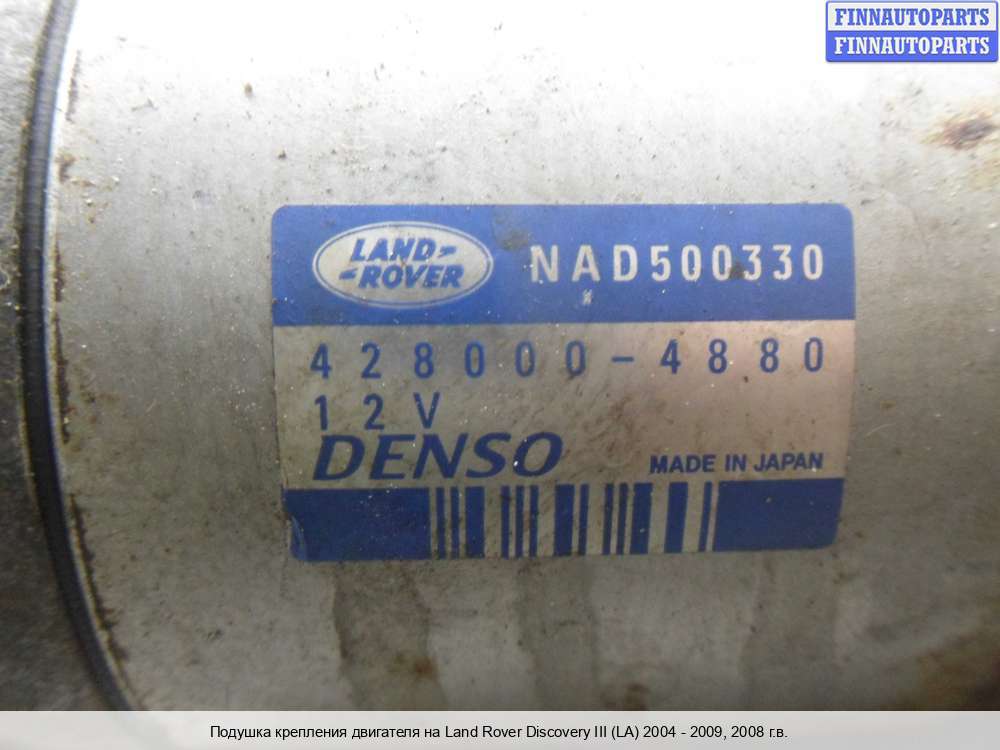 FINNAUTOPARTS
FINNAUTOPARTS
LAND-
-ROVER
NAD500330
428000-4880
12V
DENSO
MADE IN JAPAN
Подушка крепления двигателя на Land Rover Discovery III (LA) 2004 - 2009, 2008 г.в.